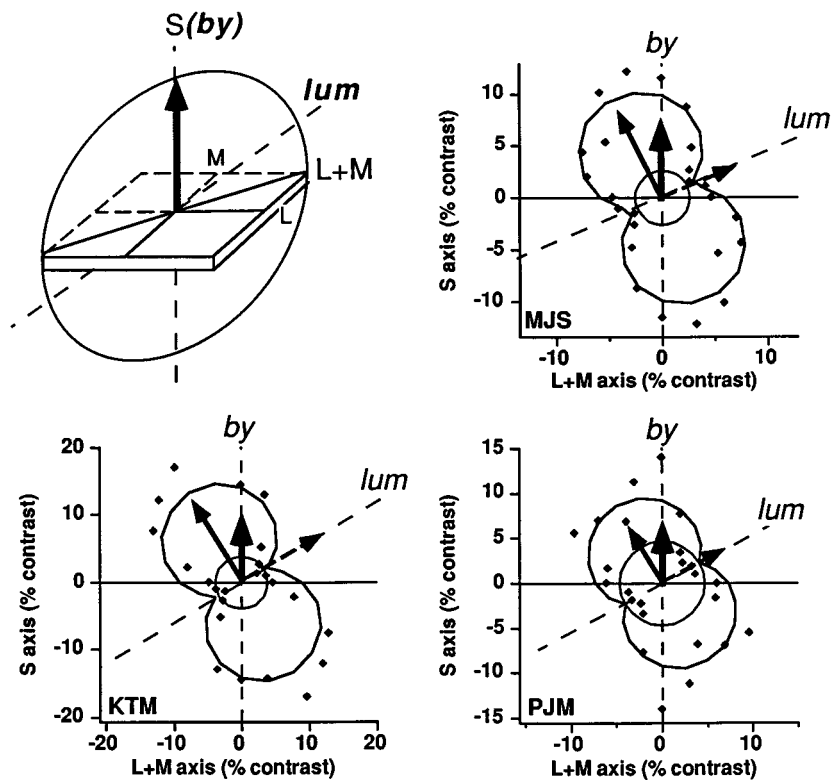 S(by)
lum
M
L+M
L
by
lum
10
5
0
-5
-10
S axis (% contrast)
MJS
-10
0
10
L+M axis (% contrast)
by
lum
20
10
0
-10
-20
S axis (% contrast)
KTM
-20
-10
0
10
20
L+M axis (% contrast)
by
lum
15
10
5
0
-5
-10
-15
S axis (% contrast)
PJM
-10
0
10
L+M axis (% contrast)